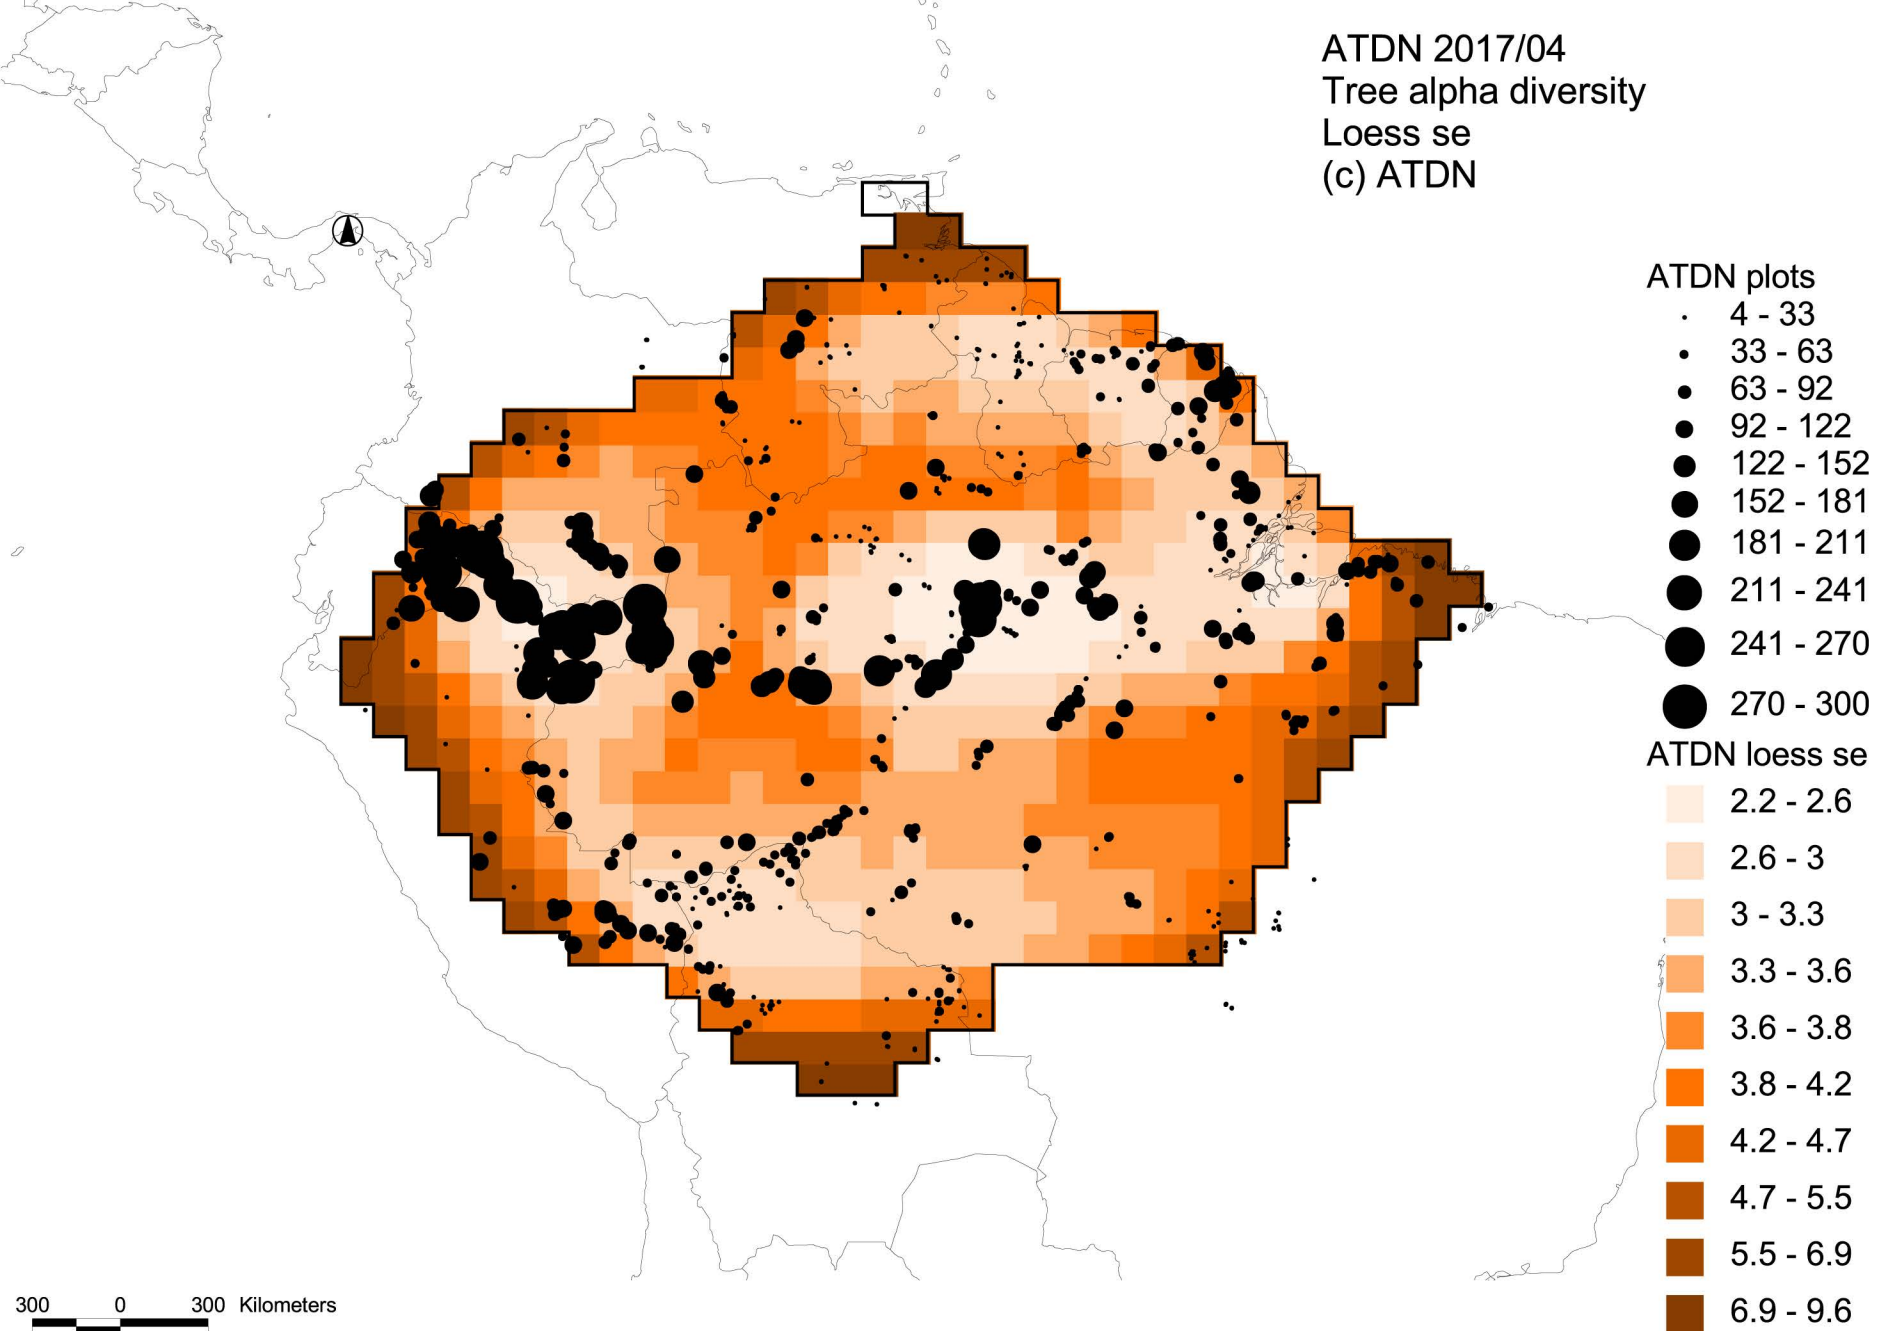 ATDN 2017/04
Tree alpha diversity
Loess se
(c) ATDN
ATDN plots
4 - 33
33 - 63
63 - 92
92 - 122
122 - 152
152 - 181
181 - 211
211 - 241
241 - 270
270 - 300
ATDN loess se
2.2 - 2.6
2.6 - 3
3 - 3.3
3.3 - 3.6
3.6 - 3.8
3.8 - 4.2
4.2 - 4.7
4.7 - 5.5
5.5 - 6.9
6.9 - 9.6
300 0 300 Kilometers